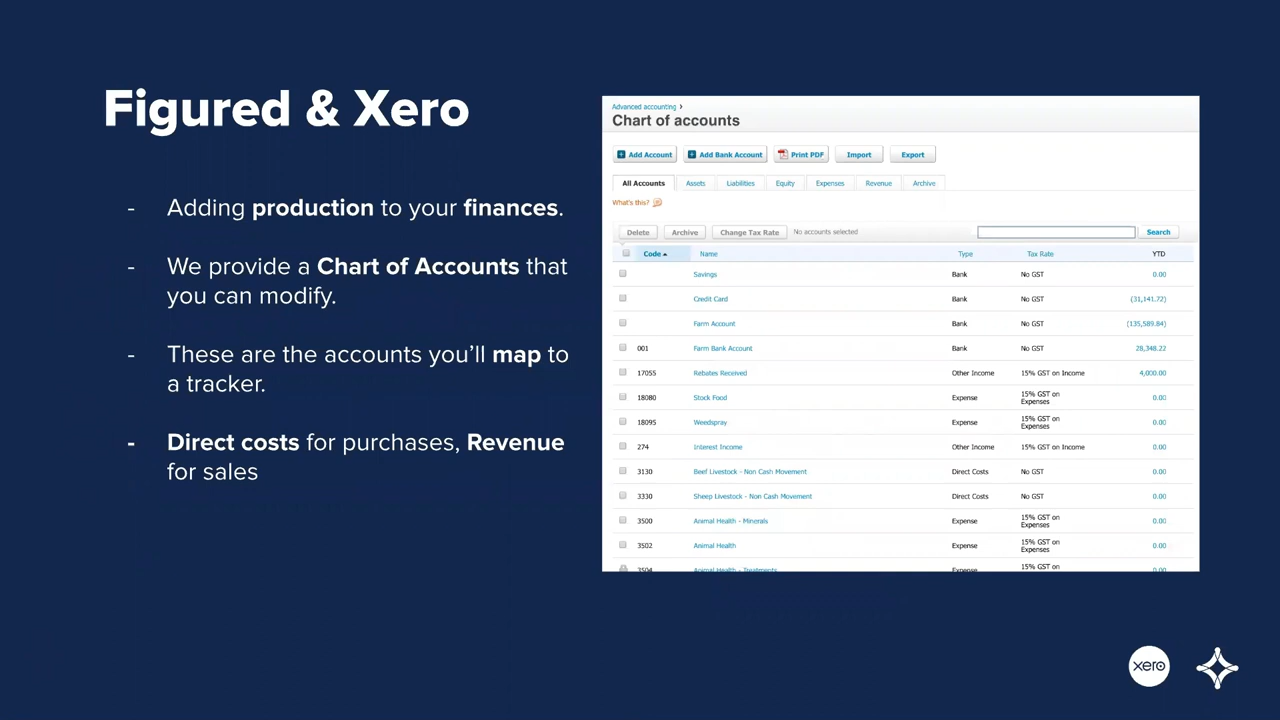 Figured & Xero
- Adding production to your finances.
- We provide a Chart of Accounts that
you can modify.
- These are the accounts you'll map to
a tracker.
- Direct costs for purchases, Revenue
for sales
Advanced accounting ›
Chart of accounts
Add Account Add Bank Account Print PDF Import Export
All Accounts Assets Liabilities Equity Expenses Revenue Archive
What's this?
Delete Archive Change Tax Rate No accounts selected Search
Code Name Type Tax Rate YTD
Savings Bank No GST 0.00
Credit Card Bank No GST (31,141.72)
Farm Account Bank No GST (135,589.84)
001 Farm Bank Account Bank No GST 28,348.22
17055 Rebates Received Other Income 15% GST on Income 4,000.00
18080 Stock Food Expense 15% GST on
Expenses 0.00
18095 Weedspray Expense 15% GST on
Expenses 0.00
274 Interest Income Other Income 15% GST on Income 0.00
3130 Beef Livestock - Non Cash Movement Direct Costs No GST 0.00
3330 Sheep Livestock - Non Cash Movement Direct Costs No GST 0.00
3500 Animal Health - Minerals Expense 15% GST on
Expenses 0.00
3502 Animal Health Expense 15% GST on
Expenses 0.00
3504 Animal Health - Treatments Expense 15% GST on 0.00
xero